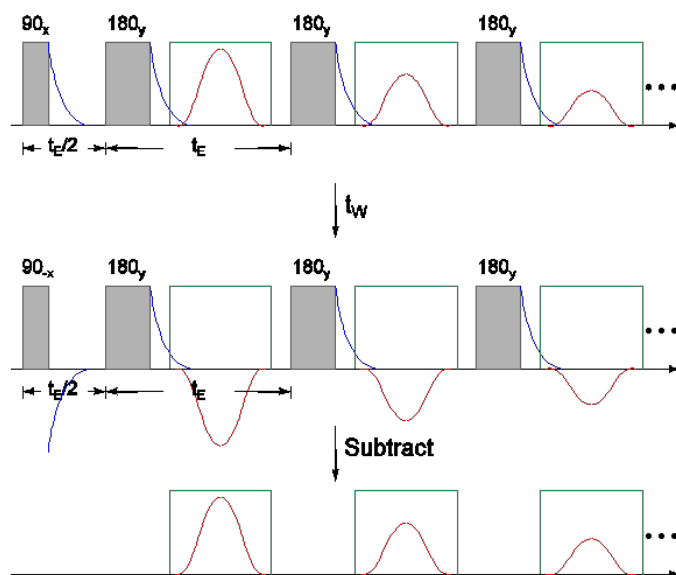 90x 180y 180y 180y
•••
tE/2 tE
tW
90-x 180y 180y 180y
•••
tE/2 tE
Subtract
•••